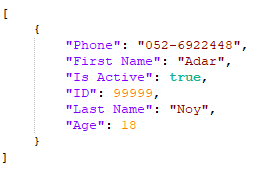 [
{
"Phone": "052-6922448",
"First Name": "Adar",
"Is Active": true,
"ID": 99999,
"Last Name": "Noy",
"Age": 18
}
]